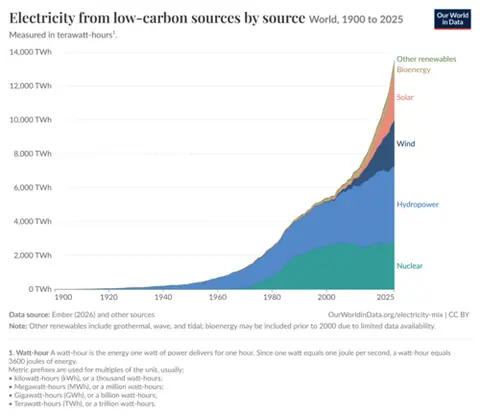 Electricity from low-carbon sources by source World, 1900 to 2025
Measured in terawatt-hours¹.
Our World
in Data
14,000 TWh
12,000 TWh
10,000 TWh
8,000 TWh
6,000 TWh
4,000 TWh
2,000 TWh
0 TWh
Other renewables
Bioenergy
Solar
Wind
Hydropower
Nuclear
1900
1920
1940
1960
1980
2000
2025
Data source: Ember (2026) and other sources
OurWorldinData.org/electricity-mix | CC BY
Note: Other renewables include geothermal, wave, and tidal; bioenergy may be included prior to 2000 due to limited data availability.
1. Watt-hour A watt-hour is the energy one watt of power delivers for one hour. Since one watt equals one joule per second, a watt-hour equals
3600 joules of energy.
Metric prefixes are used for multiples of the unit, usually:
• kilowatt-hours (kWh), or a thousand watt-hours;
• Megawatt-hours (MWh), or a million watt-hours;
• Gigawatt-hours (GWh), or a billion watt-hours;
• Terawatt-hours (TWh), or a trillion watt-hours.